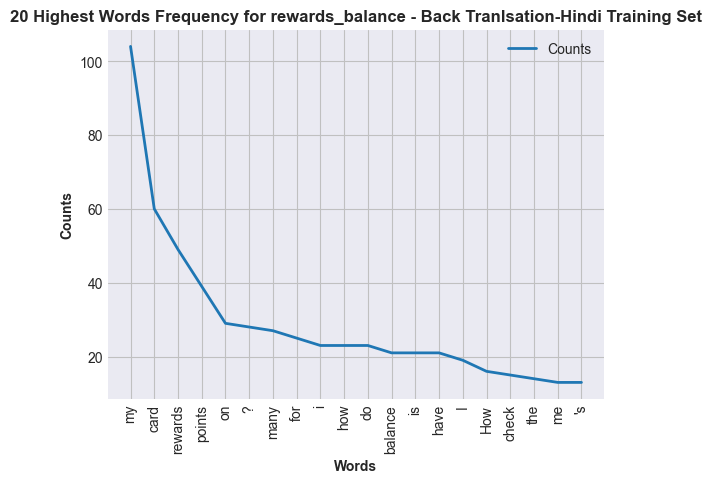 20 Highest Words Frequency for rewards_balance - Back Tranlsation-Hindi Training Set
Counts
100
80
60
40
20
Counts
my
card
rewards
points
on
?
many
for
i
how
do
balance
is
have
I
How
check
the
me
's
Words